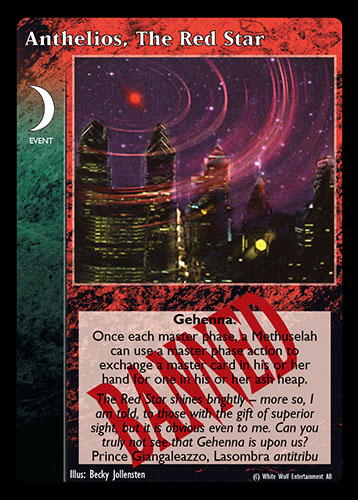 Anthelios, The Red Star
EVENT
Gehenna.
Once each master phase, a Methuselah
can use a master phase action to
exchange a master card in his or her
hand for one in his or her ash heap.
The Red Star shines brightly – more so, I
am told, to those with the gift of superior
sight, but it is obvious even to me. Can you
truly not see that Gehenna is upon us?
Prince Giangaleazzo, Lasombra antitribu
BANNED
Illus: Becky Jollensten
(C) White Wolf Entertainment AB